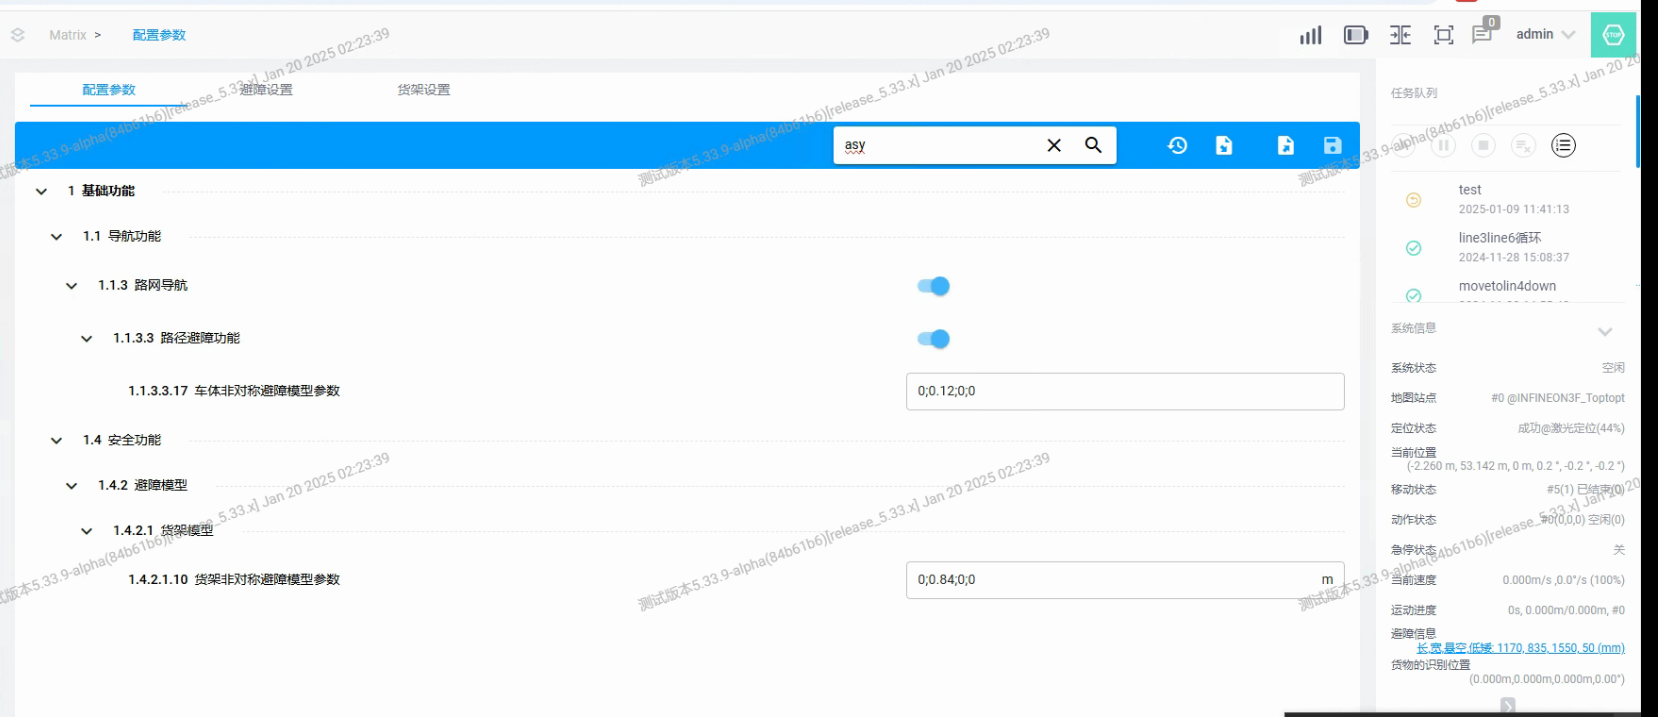 Matrix > 配置参数
0
admin
STOP
配置参数 避障设置 货架设置
asy
1 基础功能
1.1 导航功能
1.1.3 路网导航
1.1.3.3 路径避障功能
1.1.3.3.17 车体非对称避障模型参数 0;0.12;0;0
1.4 安全功能
1.4.2 避障模型
1.4.2.1 货架模型
1.4.2.1.10 货架非对称避障模型参数 0;0.84;0;0 m
任务队列
test
2025-01-09 11:41:13
line3line6循环
2024-11-28 15:08:37
movetolin4down
系统信息
系统状态 空闲
地图站点 #0 @INFINEON3F_Toptopt
定位状态 成功@激光定位(44%)
当前位置
(-2.260 m, 53.142 m, 0 m, 0.2 °, -0.2 °, -0.2 °)
移动状态 #5(1) 已结束(0)
动作状态 #0(0,0,0) 空闲(0)
急停状态 关
当前速度 0.000m/s ,0.0°/s (100%)
运动进度 0s, 0.000m/0.000m, #0
避障信息
长,宽,悬空,低矮: 1170, 835, 1550, 50 (mm)
货物的识别位置
(0.000m,0.000m,0.000m,0.00°)
测试版本5.33.9-alpha(84b61b6)[release_5.33.x] Jan 20 2025 02:23:39